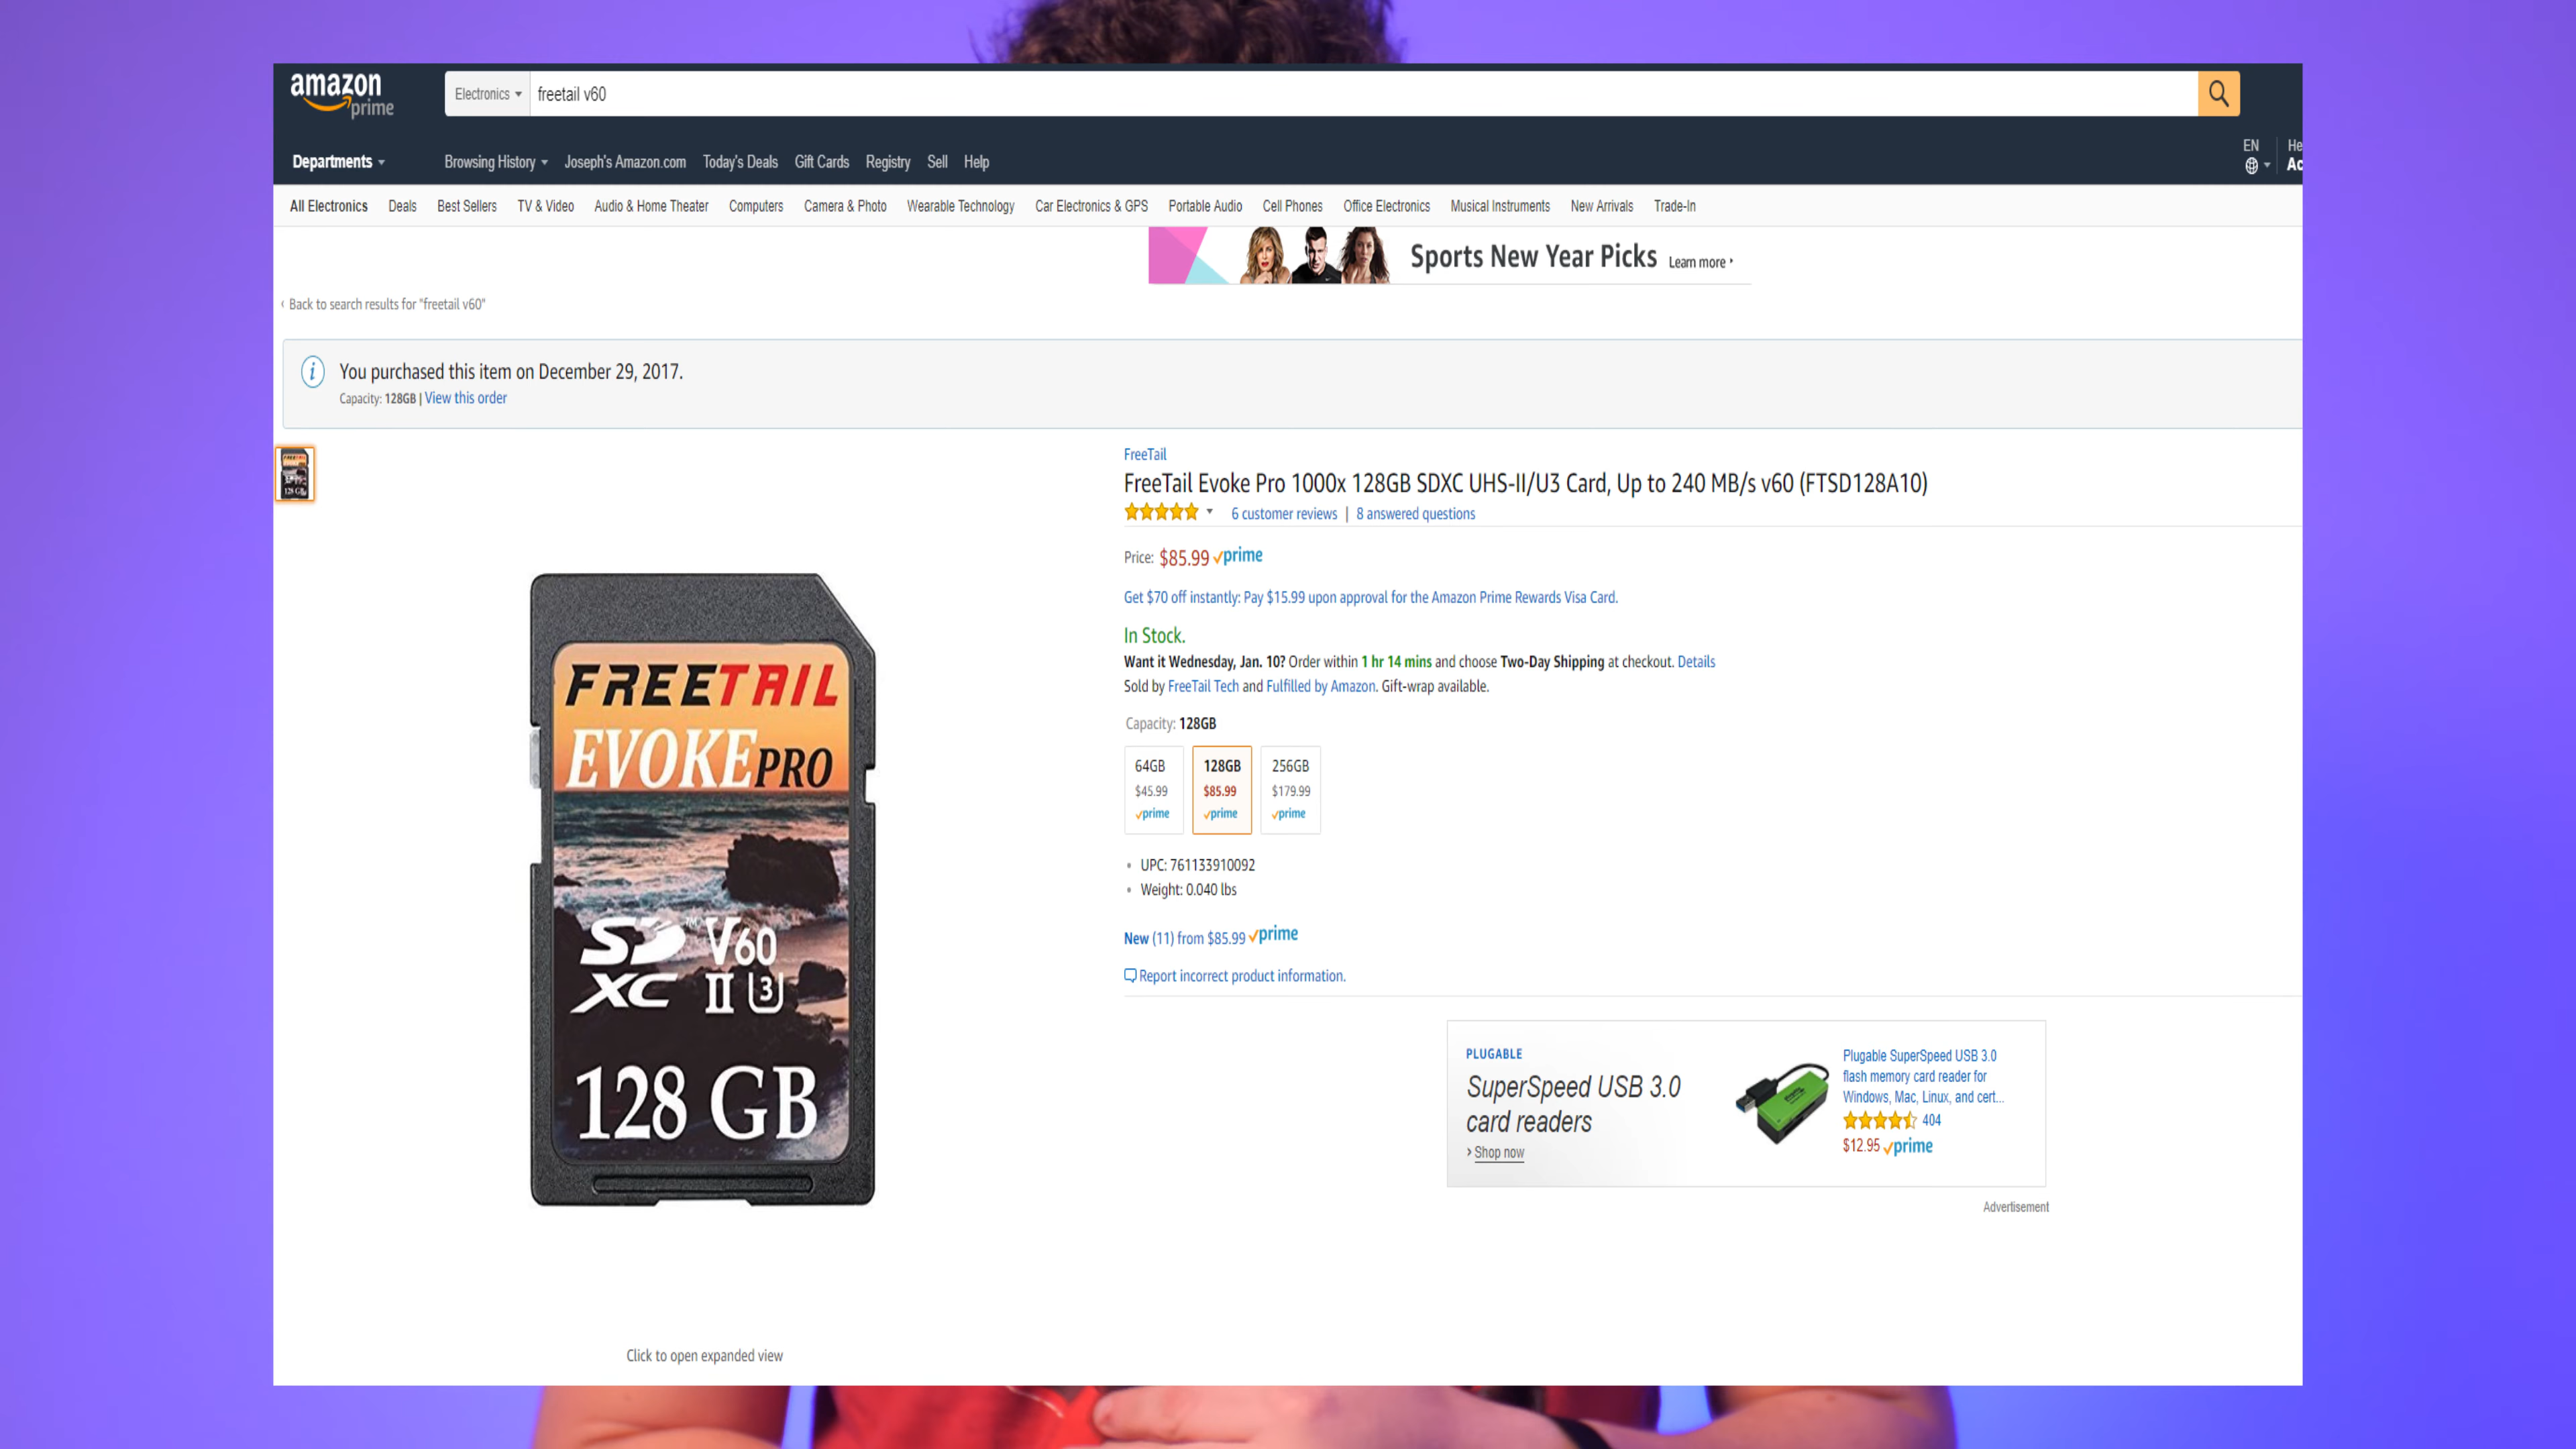 amazon
prime
Electronics
freetail v60
EN
He
Departments
Browsing History
Joseph's Amazon.com
Today's Deals
Gift Cards
Registry
Sell
Help
Ac
All Electronics
Deals
Best Sellers
TV & Video
Audio & Home Theater
Computers
Camera & Photo
Wearable Technology
Car Electronics & GPS
Portable Audio
Cell Phones
Office Electronics
Musical Instruments
New Arrivals
Trade-In
Sports New Year Picks Learn more
Back to search results for "freetail v60"
You purchased this item on December 29, 2017.
Capacity: 128GB | View this order
FREETAIL
EVOKE PRO
SD™ V60
XC II U3
128 GB
Click to open expanded view
FreeTail
FreeTail Evoke Pro 1000x 128GB SDXC UHS-II/U3 Card, Up to 240 MB/s v60 (FTSD128A10)
6 customer reviews | 8 answered questions
Price: $85.99 prime
Get $70 off instantly: Pay $15.99 upon approval for the Amazon Prime Rewards Visa Card.
In Stock.
Want it Wednesday, Jan. 10? Order within 1 hr 14 mins and choose Two-Day Shipping at checkout. Details
Sold by FreeTail Tech and Fulfilled by Amazon. Gift-wrap available.
Capacity: 128GB
64GB
$45.99
prime
128GB
$85.99
prime
256GB
$179.99
prime
• UPC: 761133910092
• Weight: 0.040 lbs
New (11) from $85.99 prime
Report incorrect product information.
PLUGABLE
SuperSpeed USB 3.0
card readers
Shop now
Plugable SuperSpeed USB 3.0
flash memory card reader for
Windows, Mac, Linux, and cert...
404
$12.95 prime
Advertisement